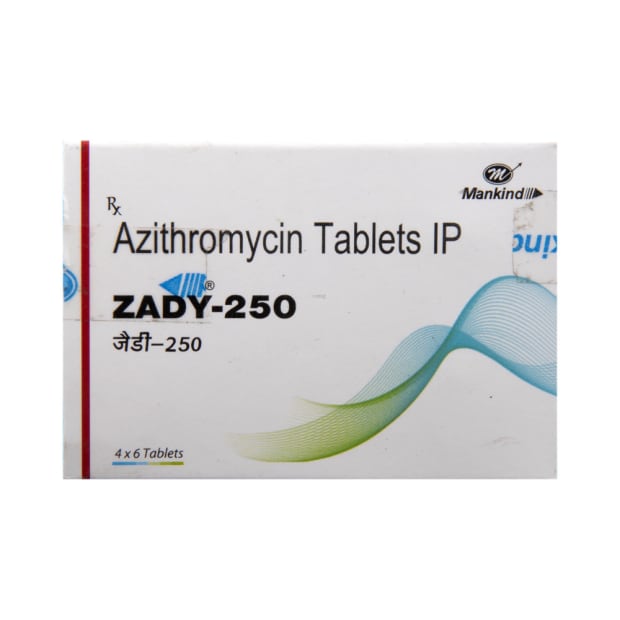 Mankind
Rx
Azithromycin Tablets IP
ZADY-250
®
जैडी-250
4 x 6 Tablets